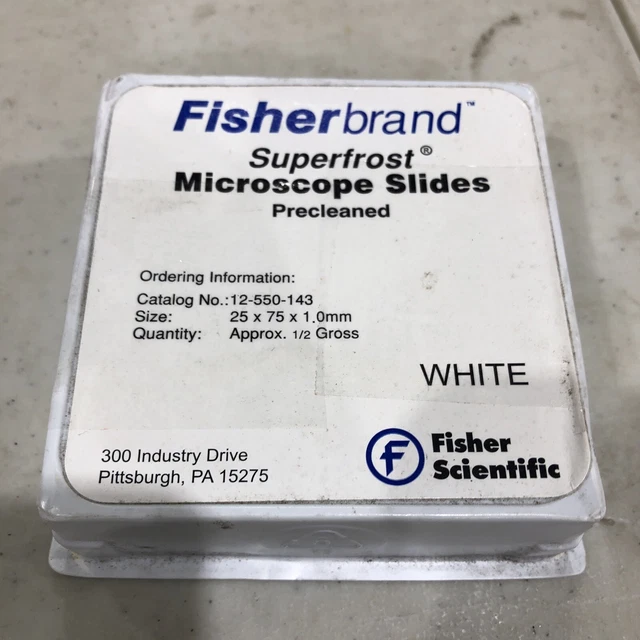 Fisherbrand™
Superfrost®
Microscope Slides
Precleaned
Ordering Information:
Catalog No.:12-550-143
Size: 25 x 75 x 1.0mm
Quantity: Approx. 1/2 Gross
WHITE
300 Industry Drive
Pittsburgh, PA 15275
Fisher
Scientific